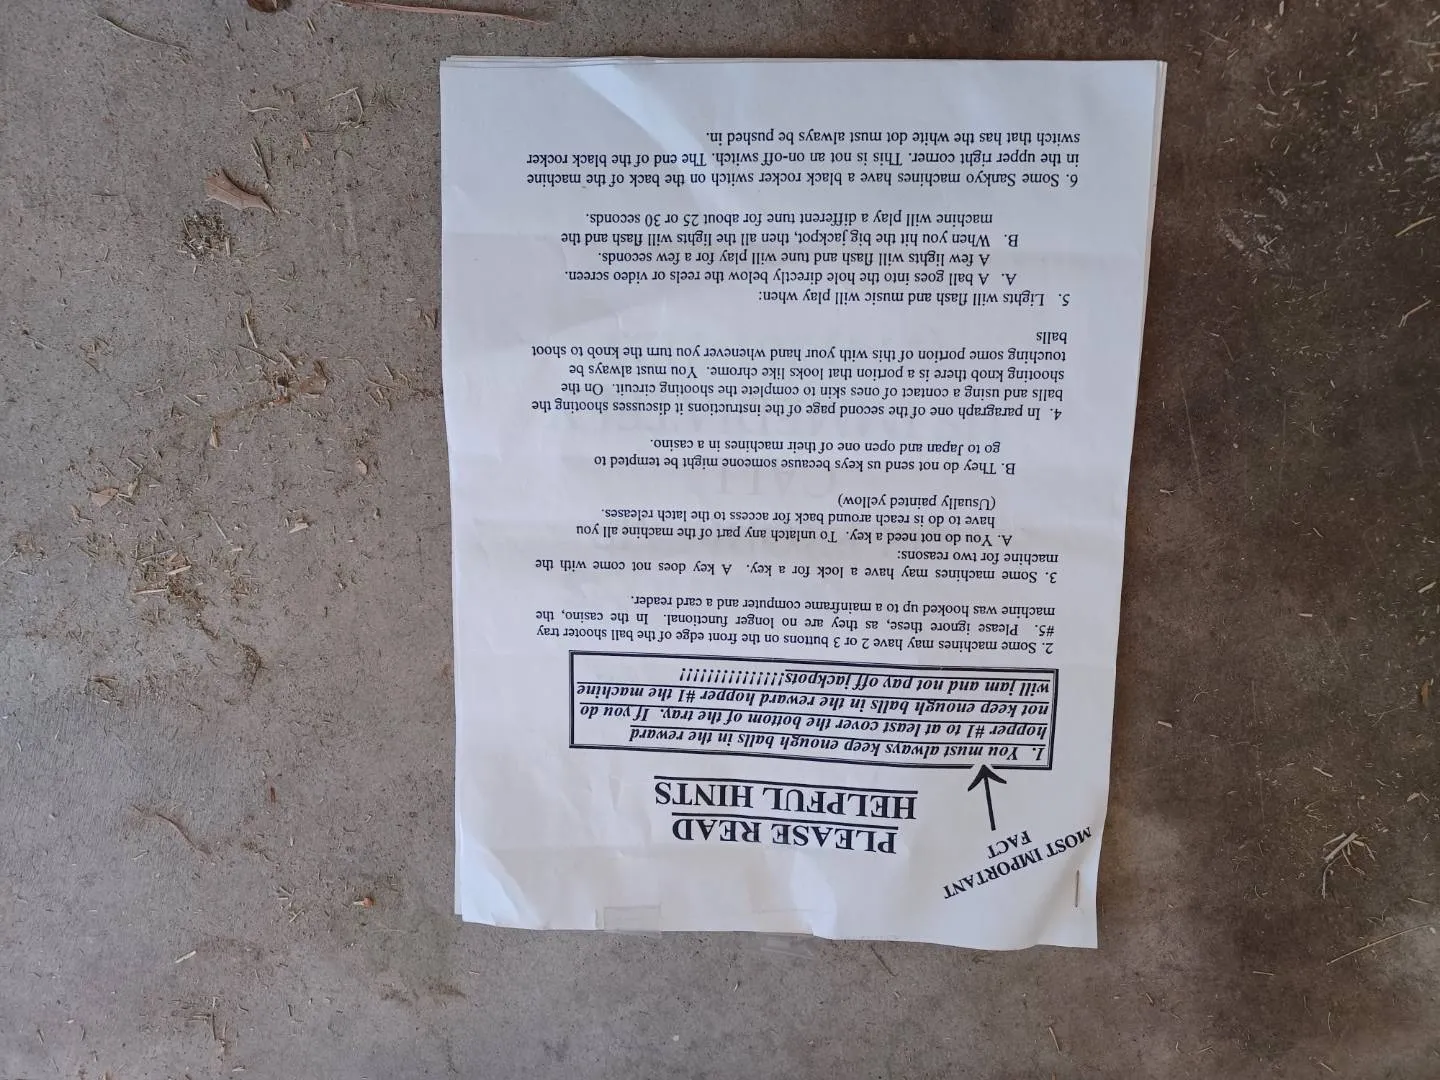 MOST IMPORTANT
FACT
PLEASE READ
HELPFUL HINTS
1. You must always keep enough balls in the reward
hopper #1 to at least cover the bottom of the tray. If you do
not keep enough balls in the reward hopper #1 the machine
will jam and not pay off jackpots!!!!!!!!!!!!!!!
2. Some machines may have 2 or 3 buttons on the front edge of the ball shooter tray
#5. Please ignore these, as they are no longer functional. In the casino, the
machine was hooked up to a mainframe computer and a card reader.
3. Some machines may have a lock for a key. A key does not come with the
machine for two reasons:
A. You do not need a key. To unlatch any part of the machine all you
have to do is reach around back for access to the latch releases.
(Usually painted yellow)
B. They do not send us keys because someone might be tempted to
go to Japan and open one of their machines in a casino.
4. In paragraph one of the second page of the instructions it discusses shooting the
balls and using a contact of ones skin to complete the shooting circuit. On the
shooting knob there is a portion that looks like chrome. You must always be
touching some portion of this with your hand whenever you turn the knob to shoot
balls
5. Lights will flash and music will play when:
A. A ball goes into the hole directly below the reels or video screen.
A few lights will flash and tune will play for a few seconds.
B. When you hit the big jackpot, then all the lights will flash and the
machine will play a different tune for about 25 or 30 seconds.
6. Some Sankyo machines have a black rocker switch on the back of the machine
in the upper right corner. This is not an on-off switch. The end of the black rocker
switch that has the white dot must always be pushed in.